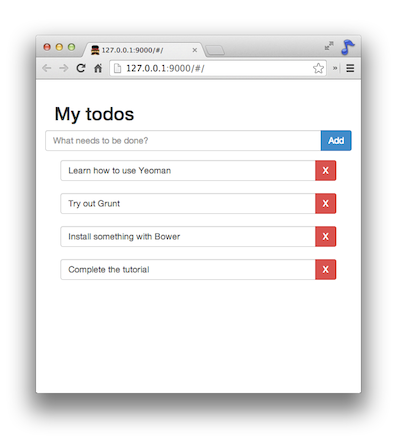 127.0.0.1:9000/#/
127.0.0.1:9000/#/
My todos
What needs to be done?
Add
Learn how to use Yeoman
X
Try out Grunt
X
Install something with Bower
X
Complete the tutorial
X